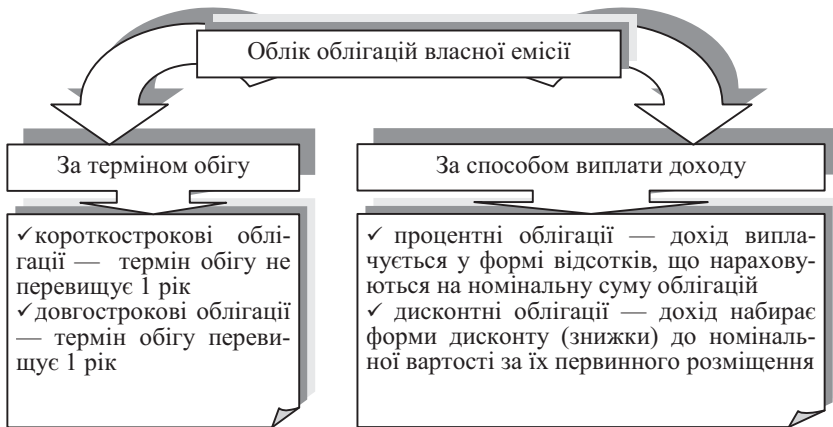 Облік облігацій власної емісії
За терміном обігу
✓короткострокові облі-
гації — термін обігу не
перевищує 1 рік
✓довгострокові облігації
— термін обігу переви-
щує 1 рік
За способом виплати доходу
✓ процентні облігації — дохід випла-
чується у формі відсотків, що нарахову-
ються на номінальну суму облігацій
✓ дисконтні облігації — дохід набирає
форми дисконту (знижки) до номіналь-
ної вартості за їх первинного розміщення